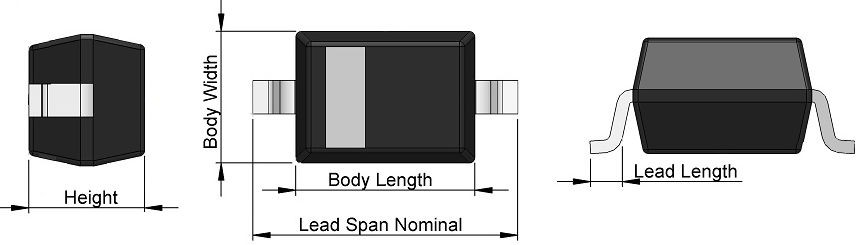 Height
Body Width
Body Length
Lead Span Nominal
Lead Length